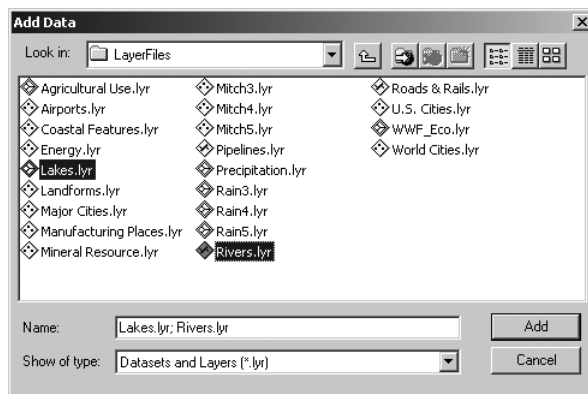 Add Data
Look in: LayerFiles
Agricultural Use.lyr
Airports.lyr
Coastal Features.lyr
Energy.lyr
Lakes.lyr
Landforms.lyr
Major Cities.lyr
Manufacturing Places.lyr
Mineral Resource.lyr
Mitch3.lyr
Mitch4.lyr
Mitch5.lyr
Pipelines.lyr
Precipitation.lyr
Rain3.lyr
Rain4.lyr
Rain5.lyr
Rivers.lyr
Roads & Rails.lyr
U.S. Cities.lyr
WWF_Eco.lyr
World Cities.lyr
Name: Lakes.lyr; Rivers.lyr
Add
Show of type: Datasets and Layers (*.lyr)
Cancel